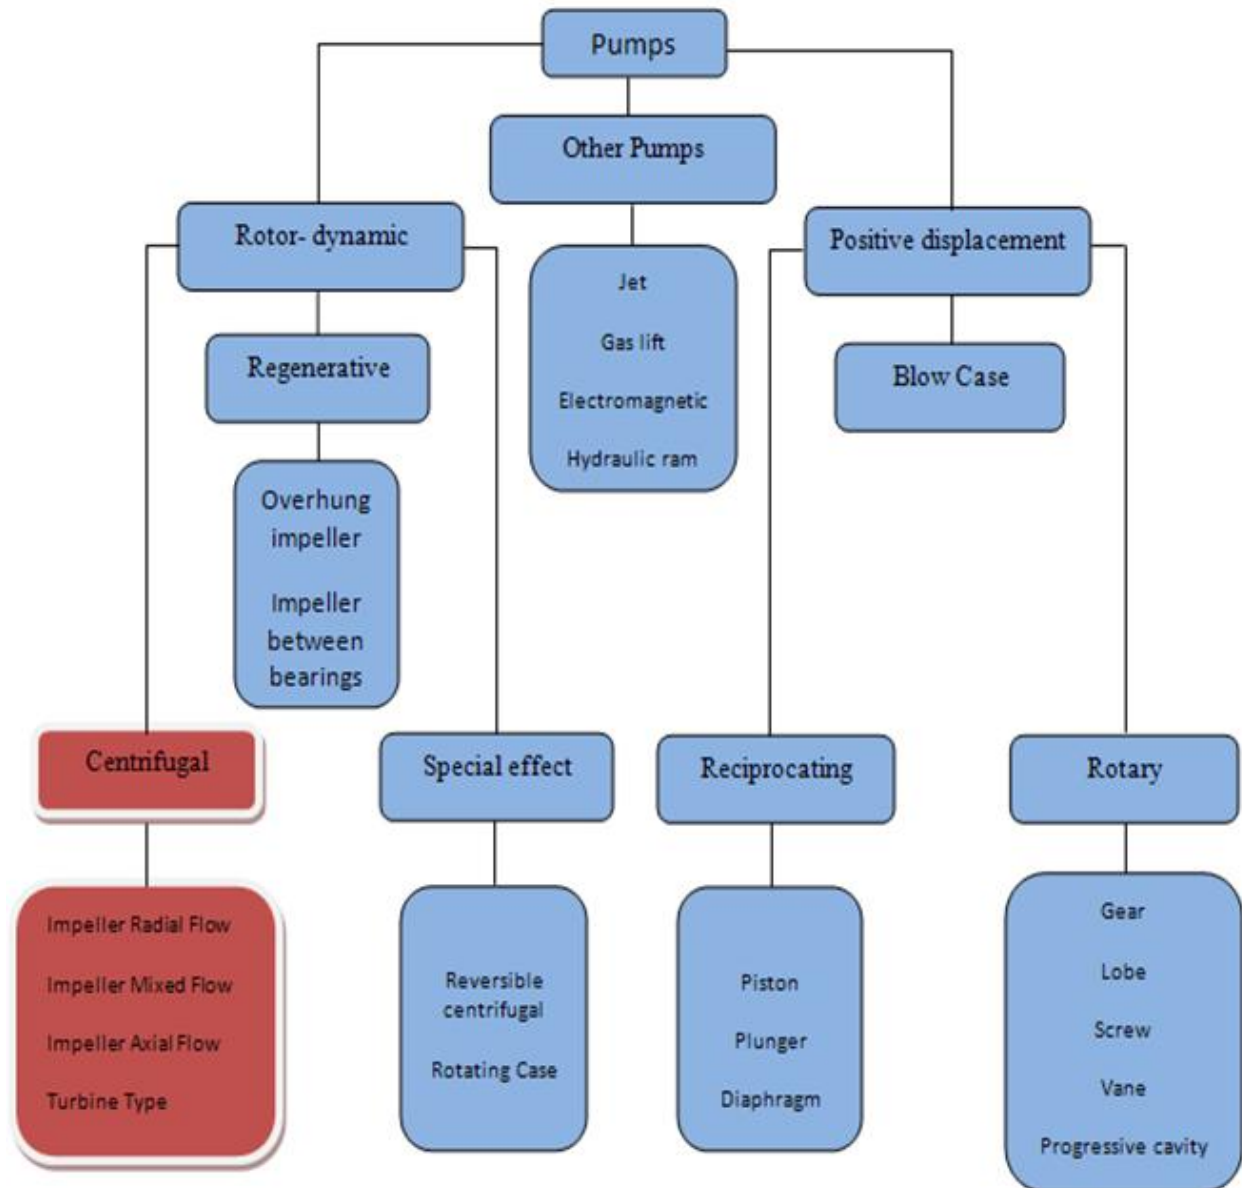 Pumps
Other Pumps
Rotor- dynamic
Positive displacement
Jet
Gas lift
Electromagnetic
Hydraulic ram
Regenerative
Blow Case
Overhung
impeller
Impeller
between
bearings
Centrifugal
Special effect
Reciprocating
Rotary
Impeller Radial Flow
Impeller Mixed Flow
Impeller Axial Flow
Turbine Type
Reversible
centrifugal
Rotating Case
Piston
Plunger
Diaphragm
Gear
Lobe
Screw
Vane
Progressive cavity